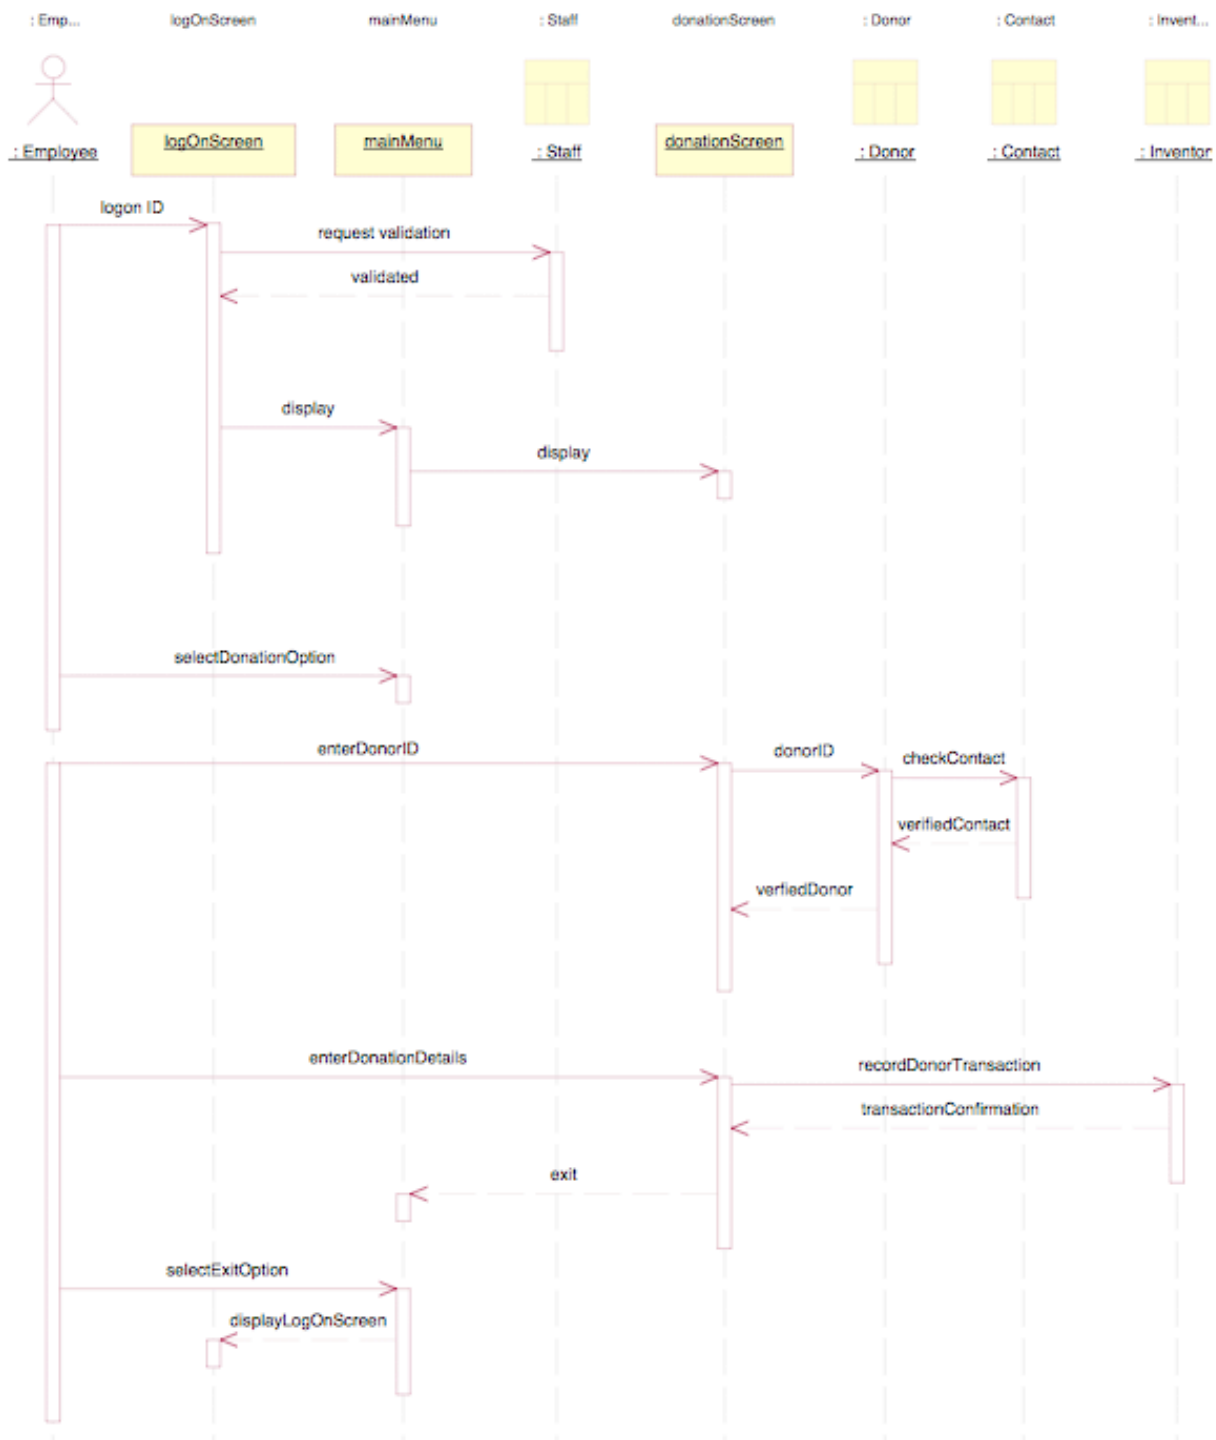 : Emp...
logOnScreen
mainMenu
: Staff
donationScreen
: Donor
: Contact
: Invent...
: Employee
logOnScreen
mainMenu
: Staff
donationScreen
: Donor
: Contact
: Inventor
logon ID
request validation
validated
display
display
selectDonationOption
enterDonorID
donorID
checkContact
verifiedContact
verfiedDonor
enterDonationDetails
recordDonorTransaction
transactionConfirmation
exit
selectExitOption
displayLogOnScreen